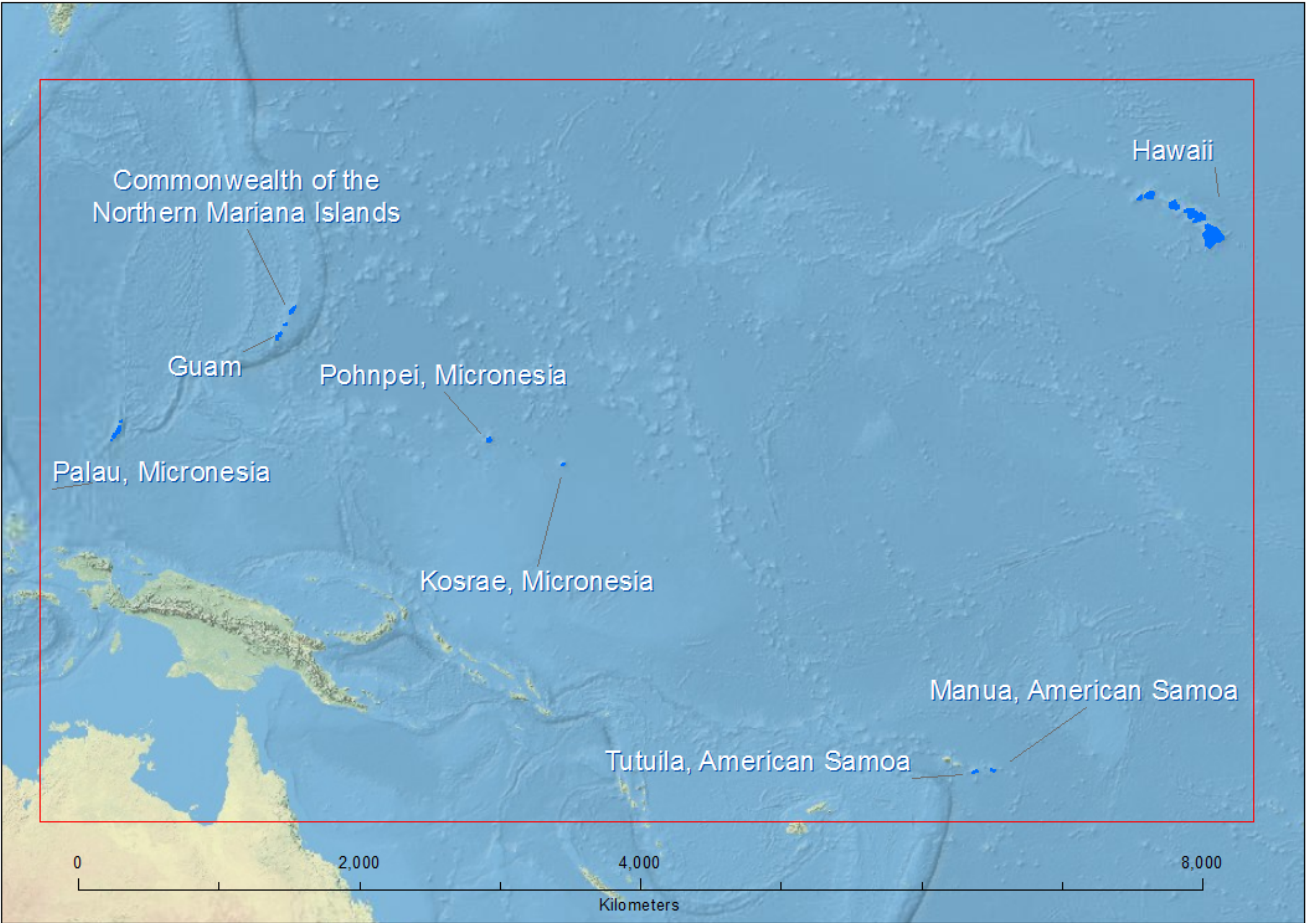 Hawaii
Commonwealth of the
Northern Mariana Islands
Guam
Pohnpei, Micronesia
Palau, Micronesia
Kosrae, Micronesia
Manua, American Samoa
Tutuila, American Samoa
0 2,000 4,000 8,000
Kilometers